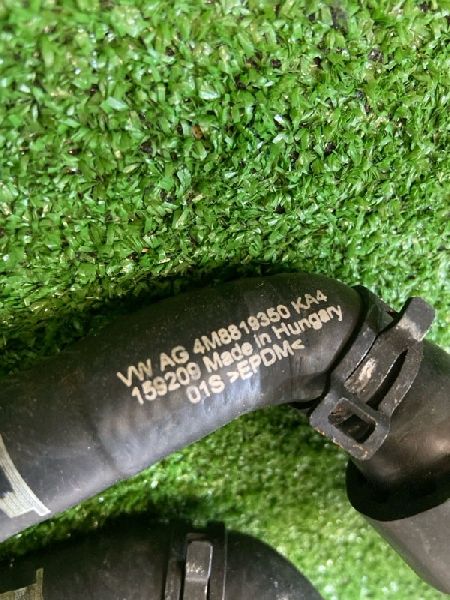 VW AG 4M8819350 KA4
159209 Made in Hungary
01S >EPDM<